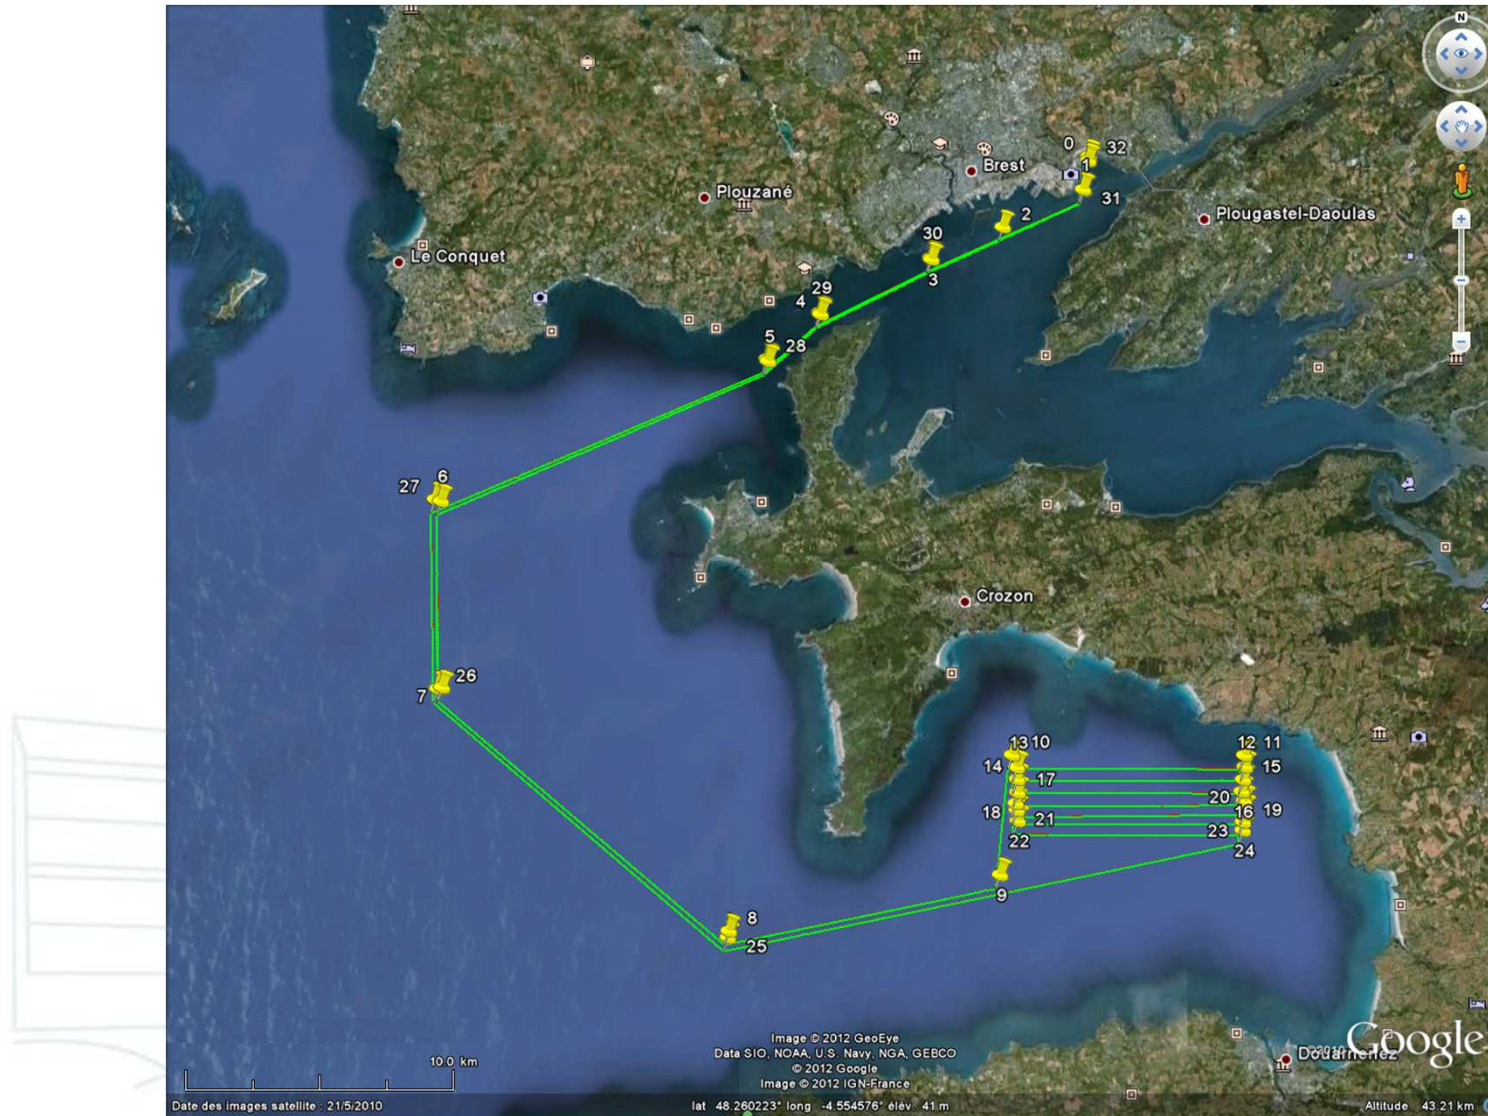 N
Brest
0
32
1
Plouzané
31
Plougastel-Daoulas
2
30
Le Conquet
3
29
4
5
28
27
6
Crozon
26
7
13 10
12 11
14
15
17
20
18
19
16
21
23
22
24
9
8
25
Image © 2012 GeoEye
Data SIO, NOAA, U.S. Navy, NGA, GEBCO
© 2012 Google
Image © 2012 IGN-France
10.0 km
Google
Douarnenez
Date des images satellite : 21/5/2010
lat 48.260223° long -4.554576° élév. 41 m
Altitude 43.21 km